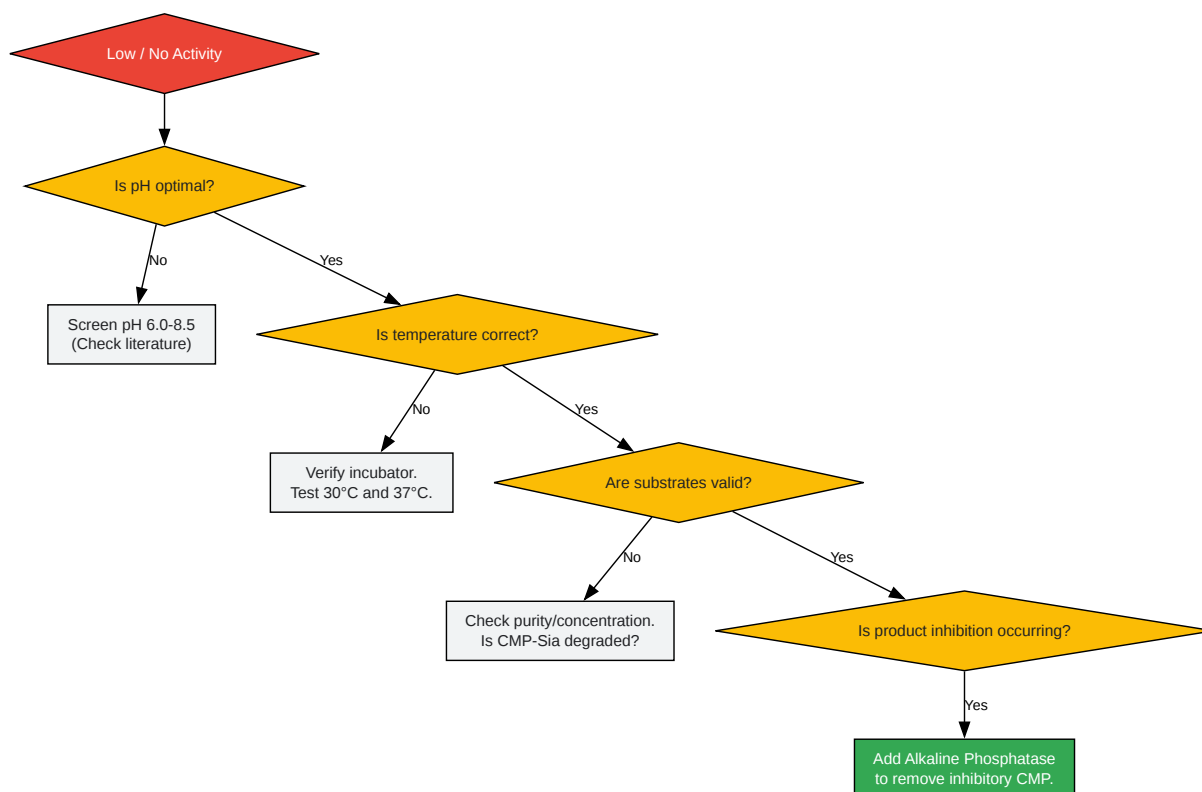 Low / No Activity
Is pH optimal?
No
Yes
Screen pH 6.0-8.5
(Check literature)
Is temperature correct?
No
Yes
Verify incubator.
Test 30°C and 37°C.
Are substrates valid?
No
Yes
Check purity/concentration.
Is CMP-Sia degraded?
Is product inhibition occurring?
Yes
Add Alkaline Phosphatase
to remove inhibitory CMP.